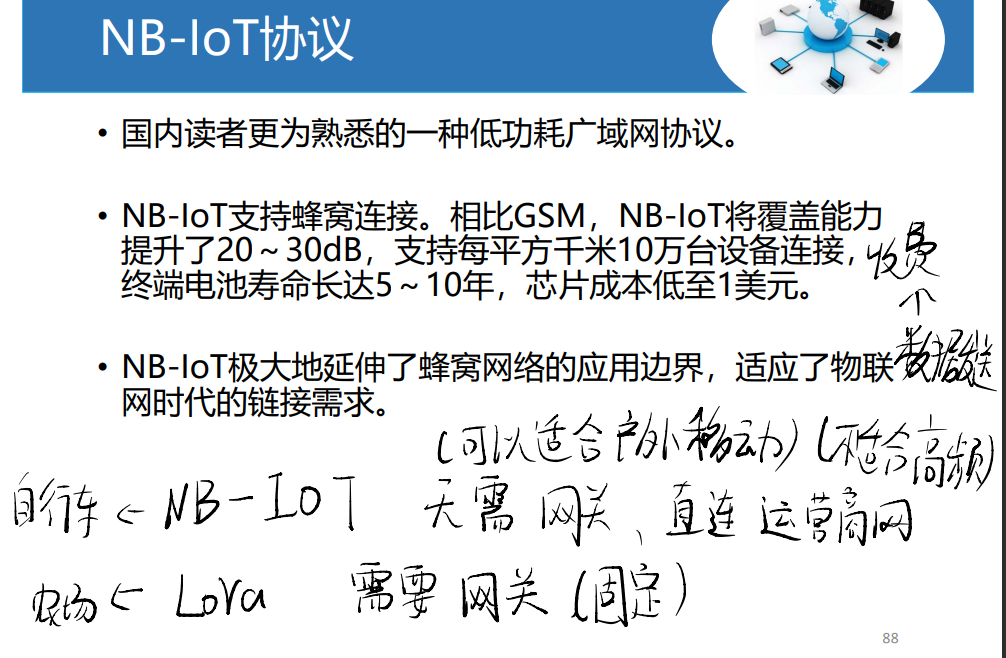 NB-IoT协议
• 国内读者更为熟悉的一种低功耗广域网协议。
• NB-IoT支持蜂窝连接。相比GSM，NB-IoT将覆盖能力
提升了20～30dB，支持每平方千米10万台设备连接，
终端电池寿命长达5～10年，芯片成本低至1美元。
收费
↑
数据发送
• NB-IoT极大地延伸了蜂窝网络的应用边界，适应了物联
网时代的链接需求。
(可以适合户外移动) (不适合高频)
自行车 ← NB-IoT 无需 网关、直连 运营商网
农场 ← Lora 需要 网关 (固定)
88